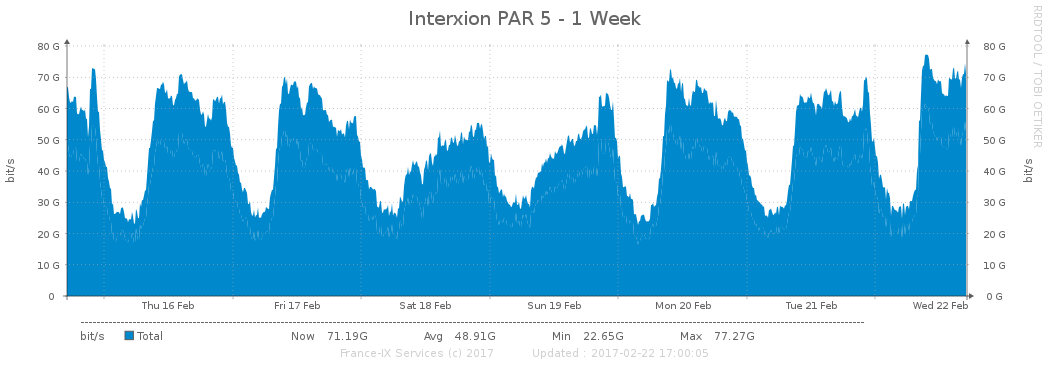 Interxion PAR 5 - 1 Week
RRDTOOL / TOBI OETIKER
bit/s
80 G
70 G
60 G
50 G
40 G
30 G
20 G
10 G
0
80 G
70 G
60 G
50 G
40 G
30 G
20 G
10 G
0 G
bit/s
Thu 16 Feb Fri 17 Feb Sat 18 Feb Sun 19 Feb Mon 20 Feb Tue 21 Feb Wed 22 Feb
bit/s Total Now 71.19G Avg 48.91G Min 22.65G Max 77.27G
France-IX Services (c) 2017 Updated : 2017-02-22 17:00:05